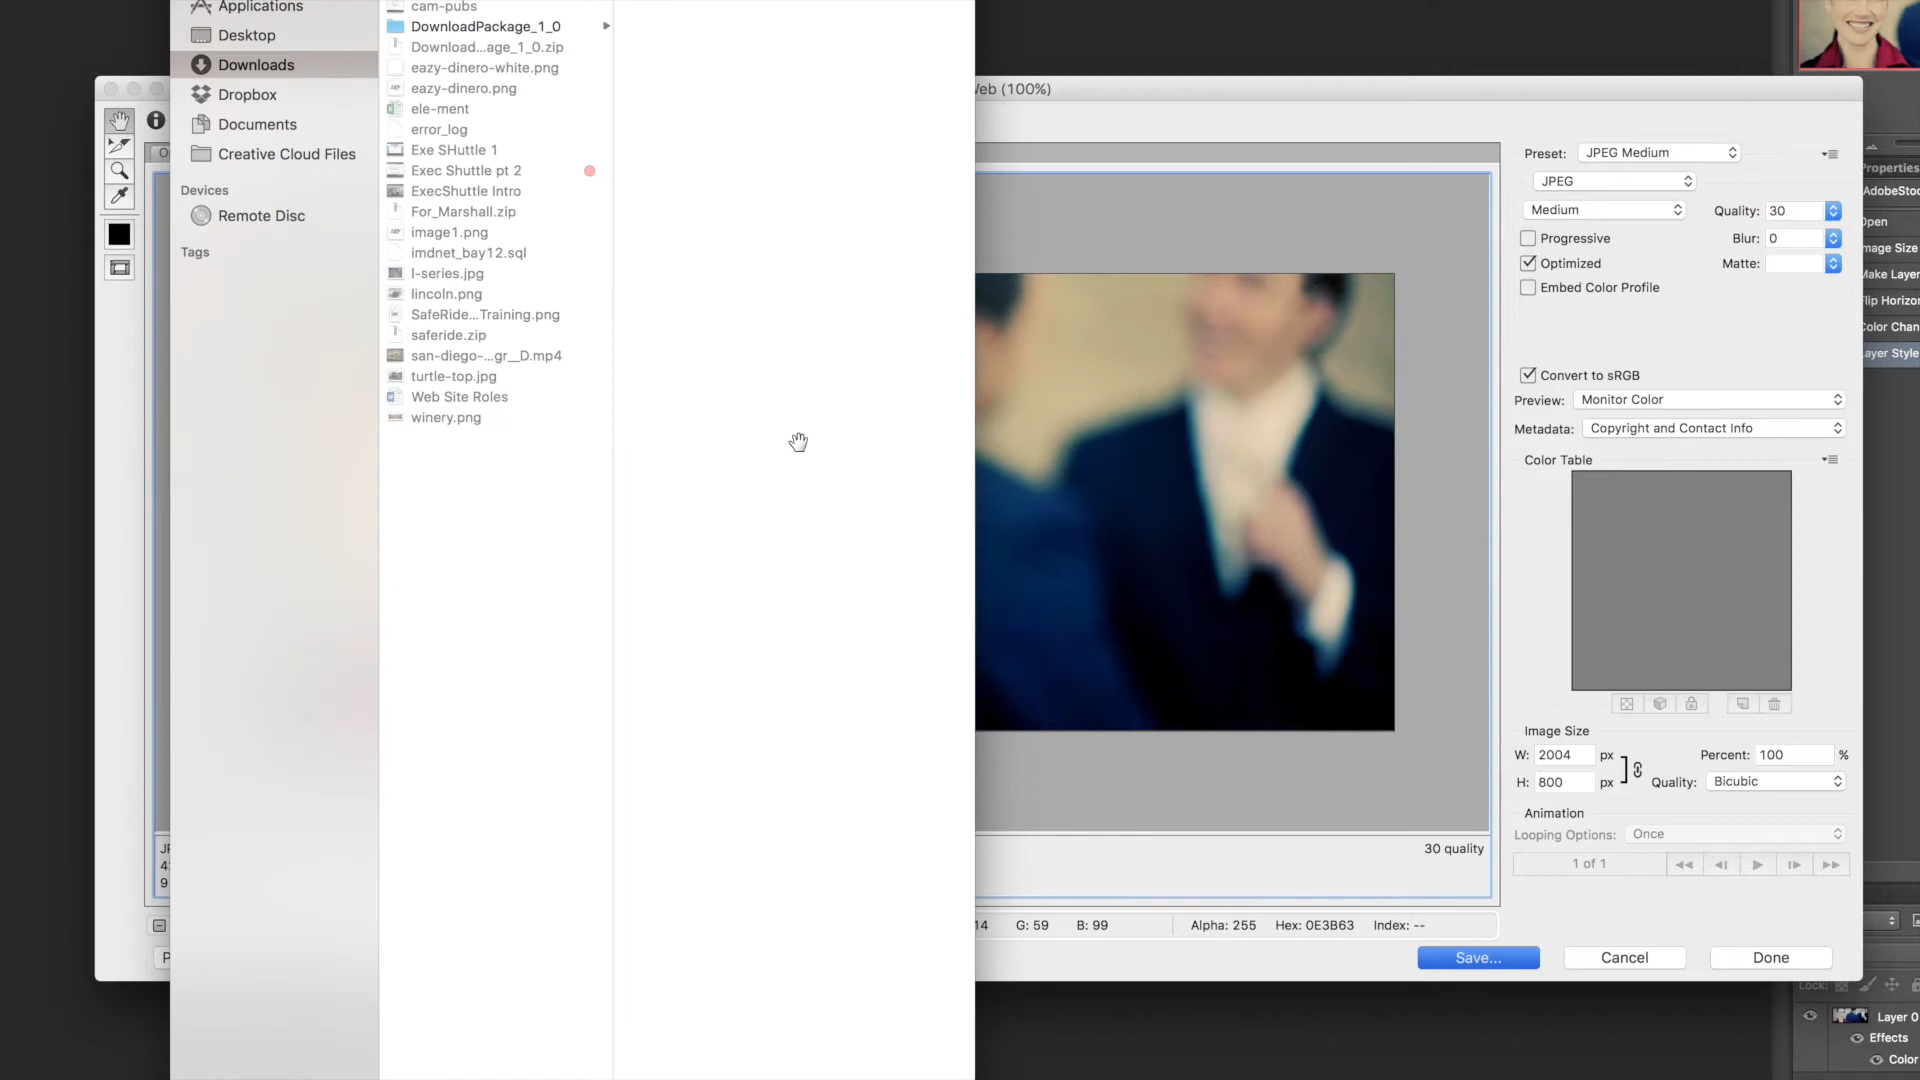 Applications
Desktop
Downloads
Dropbox
Documents
Creative Cloud Files
Devices
Remote Disc
Tags
cam-pubs
DownloadPackage_1_0
Download...age_1_0.zip
eazy-dinero-white.png
eazy-dinero.png
ele-ment
error_log
Exe SHuttle 1
Exec Shuttle pt 2
ExecShuttle Intro
For_Marshall.zip
image1.png
imdnet_bay12.sql
l-series.jpg
lincoln.png
SafeRide...Training.png
saferide.zip
san-diego-...gr__D.mp4
turtle-top.jpg
Web Site Roles
winery.png
Web (100%)
Preset: JPEG Medium
JPEG
Medium Quality: 30
Progressive Blur: 0
Optimized Matte:
Embed Color Profile
Convert to sRGB
Preview: Monitor Color
Metadata: Copyright and Contact Info
Color Table
Image Size
W: 2004 px Percent: 100 %
H: 800 px Quality: Bicubic
Animation
Looping Options: Once
1 of 1
30 quality
14 G: 59 B: 99 Alpha: 255 Hex: 0E3B63 Index: --
Save... Cancel Done
Properties
AdobeStoc
Open
Image Size
Make Layer
Flip Horizo
Color Chan
Layer Style
Lock:
Layer 0
Effects
Color